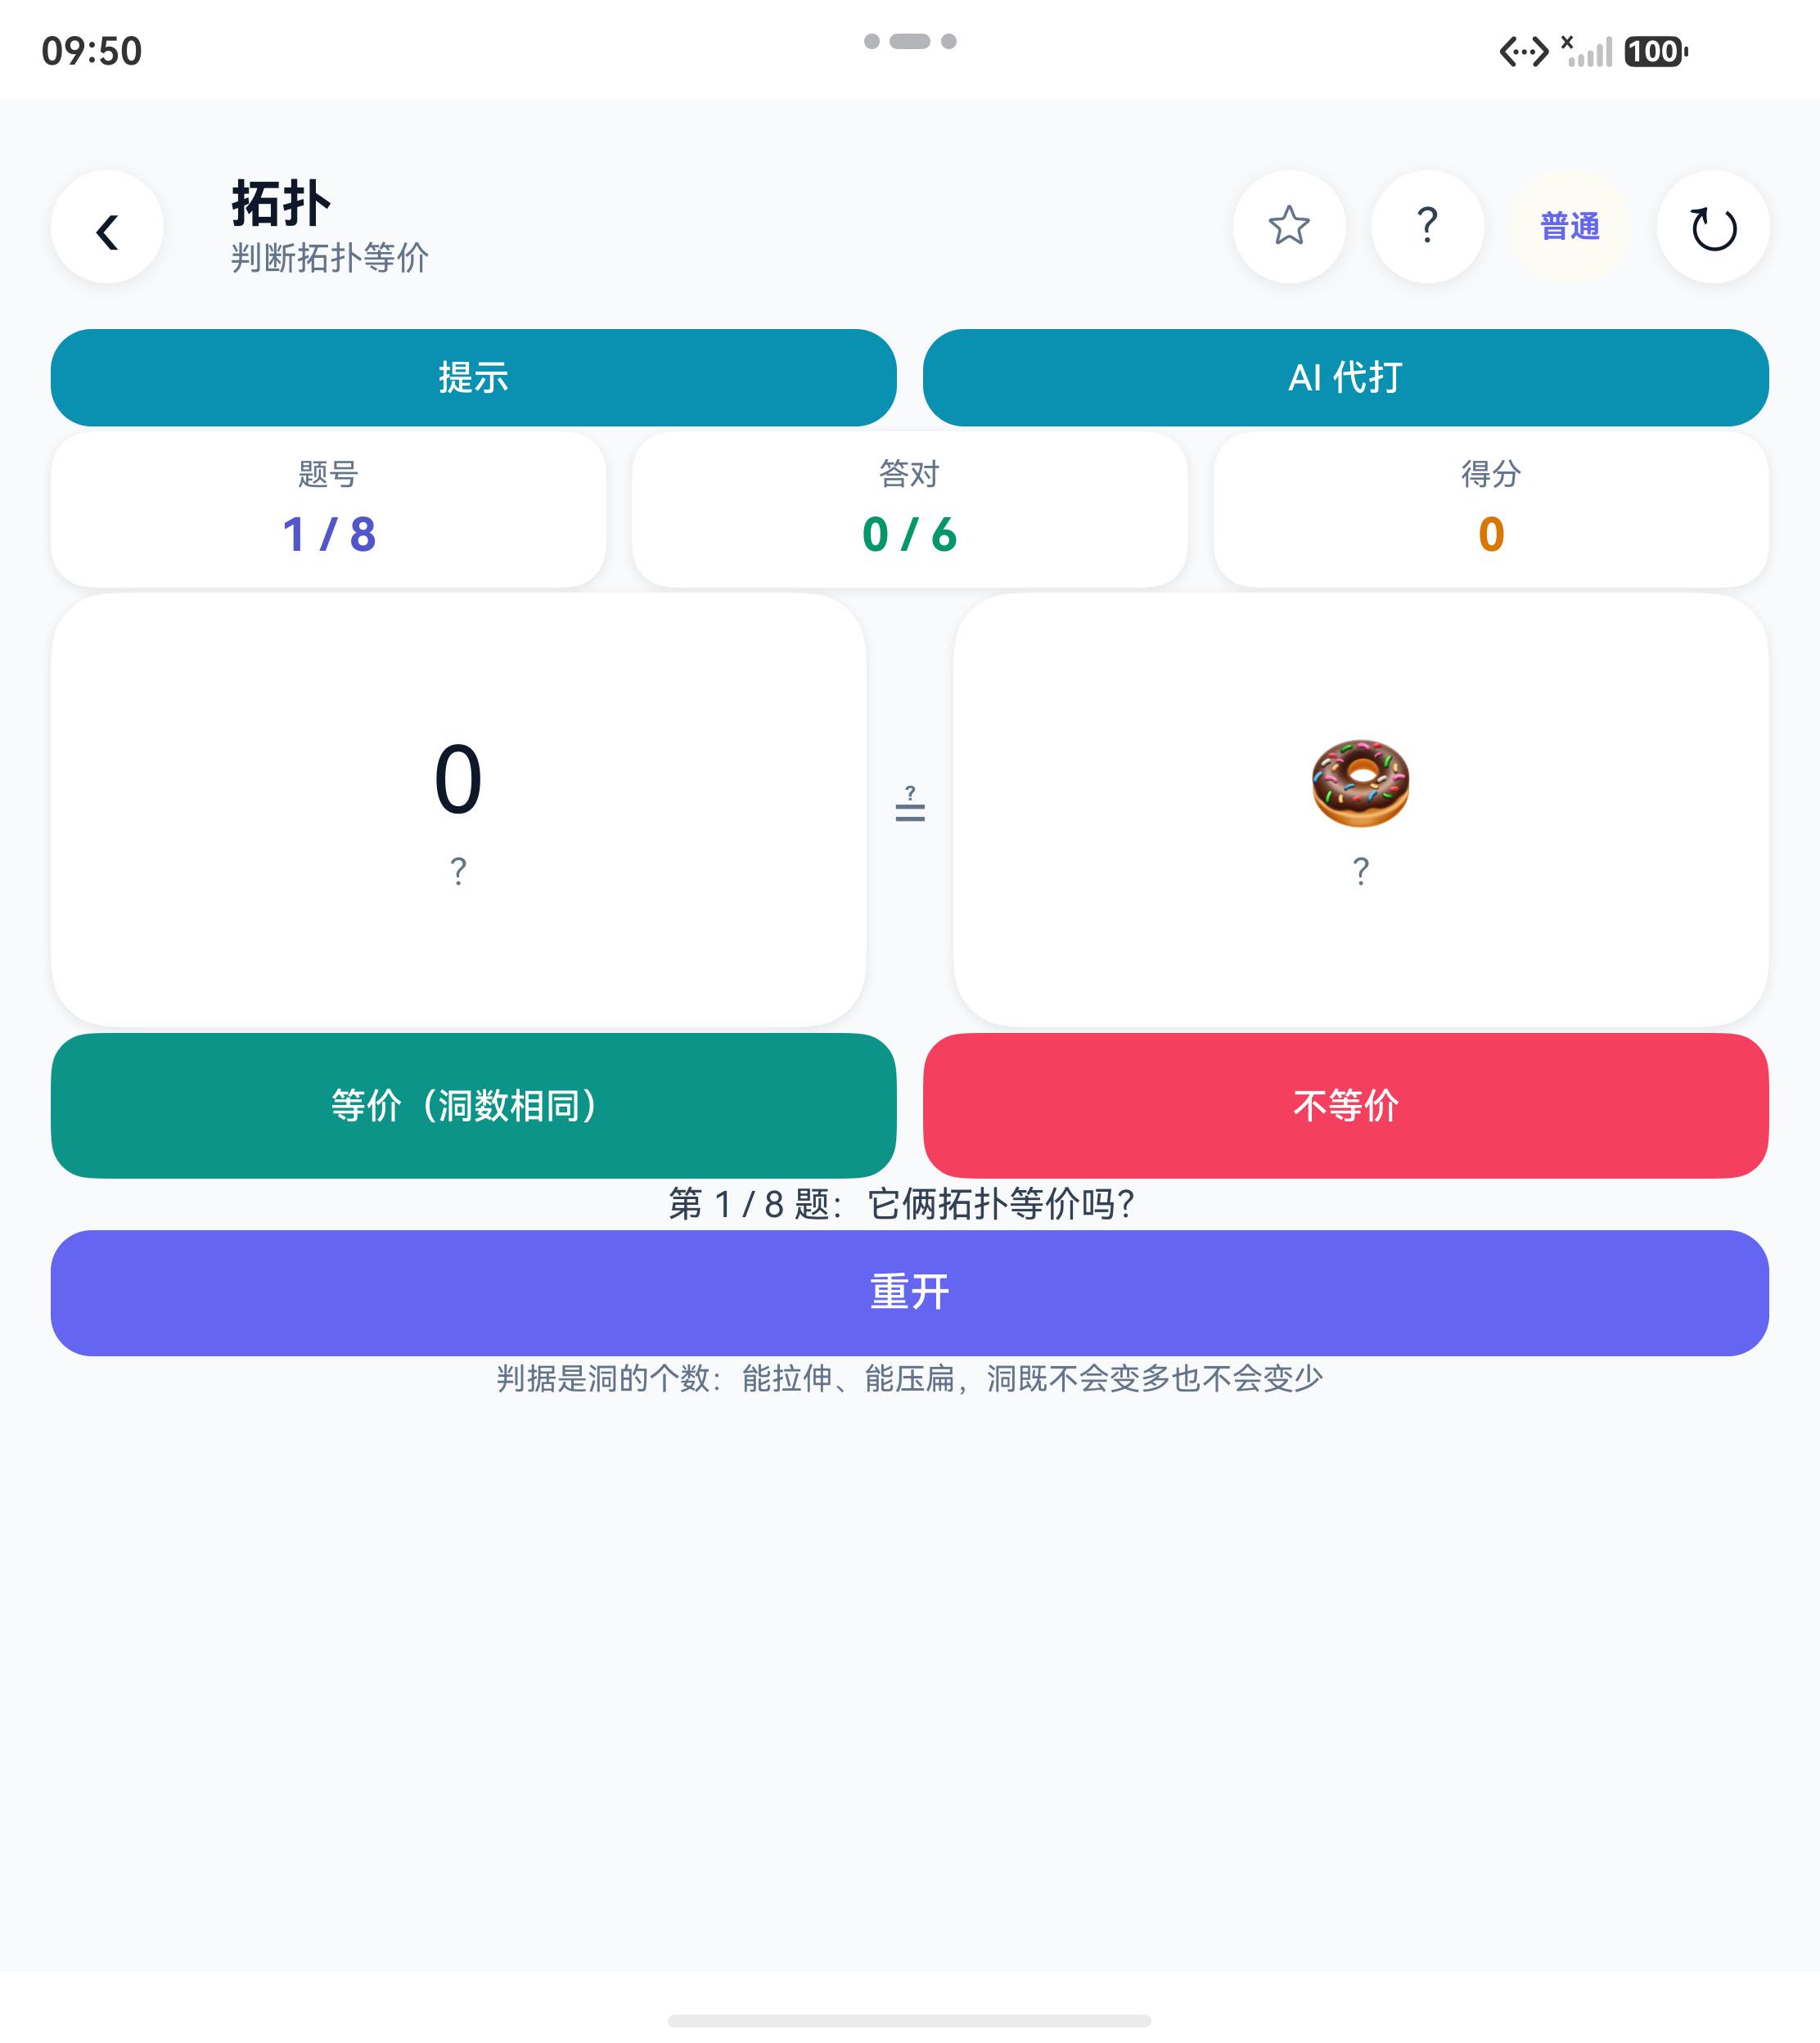 09:50
100
拓扑
判断拓扑等价
?
普通
提示
AI 代打
题号
答对
得分
1 / 8
0 / 6
0
0
≟
?
?
等价（洞数相同）
不等价
第 1 / 8 题：它俩拓扑等价吗？
重开
判据是洞的个数：能拉伸、能压扁，洞既不会变多也不会变少